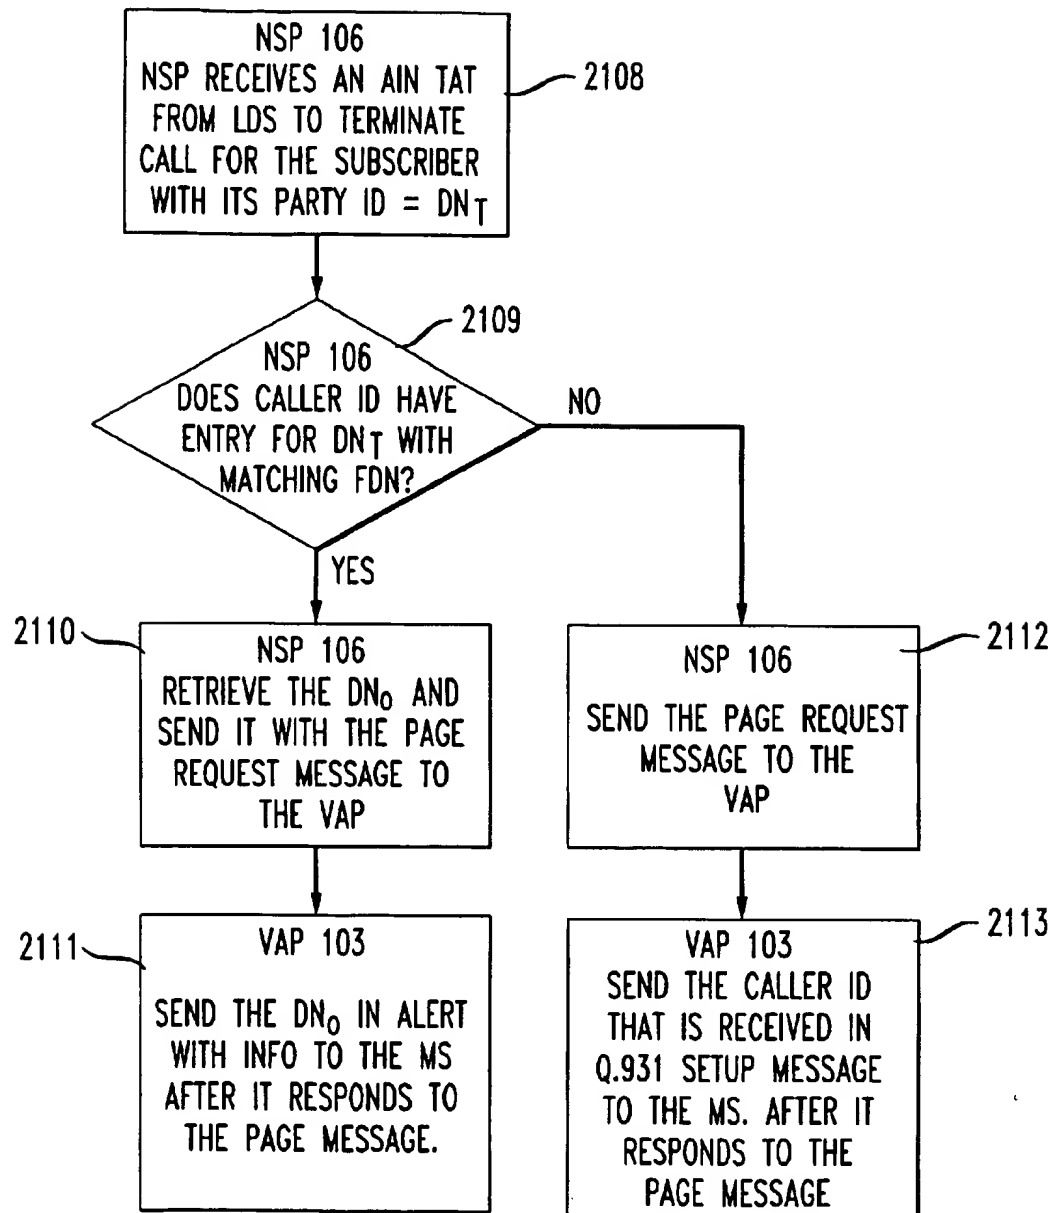 NSP 106
NSP RECEIVES AN AIN TAT
FROM LDS TO TERMINATE
CALL FOR THE SUBSCRIBER
WITH ITS PARTY ID = DNT
2108
NSP 106
DOES CALLER ID HAVE
ENTRY FOR DNT WITH
MATCHING FDN?
2109
NO
YES
2110
NSP 106
RETRIEVE THE DNO AND
SEND IT WITH THE PAGE
REQUEST MESSAGE TO
THE VAP
NSP 106
SEND THE PAGE REQUEST
MESSAGE TO THE
VAP
2112
2111
VAP 103
SEND THE DNO IN ALERT
WITH INFO TO THE MS
AFTER IT RESPONDS TO
THE PAGE MESSAGE.
VAP 103
SEND THE CALLER ID
THAT IS RECEIVED IN
Q.931 SETUP MESSAGE
TO THE MS. AFTER IT
RESPONDS TO THE
PAGE MESSAGE
2113